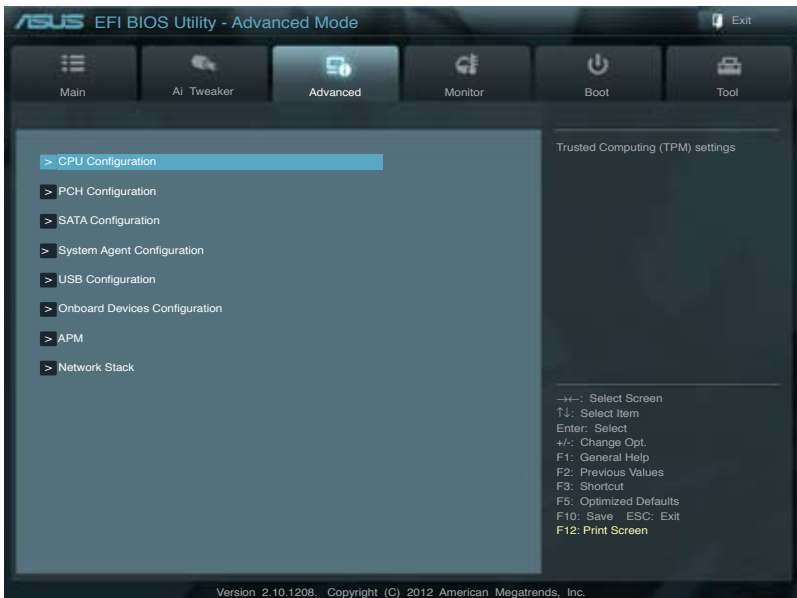 ASUS EFI BIOS Utility - Advanced Mode
Exit
Main
Ai Tweaker
Advanced
Monitor
Boot
Tool
> CPU Configuration
> PCH Configuration
> SATA Configuration
> System Agent Configuration
> USB Configuration
> Onboard Devices Configuration
> APM
> Network Stack
Trusted Computing (TPM) settings
→←: Select Screen
↑↓: Select Item
Enter: Select
+/-: Change Opt.
F1: General Help
F2: Previous Values
F3: Shortcut
F5: Optimized Defaults
F10: Save ESC: Exit
F12: Print Screen
Version 2.10.1208. Copyright (C) 2012 American Megatrends, Inc.